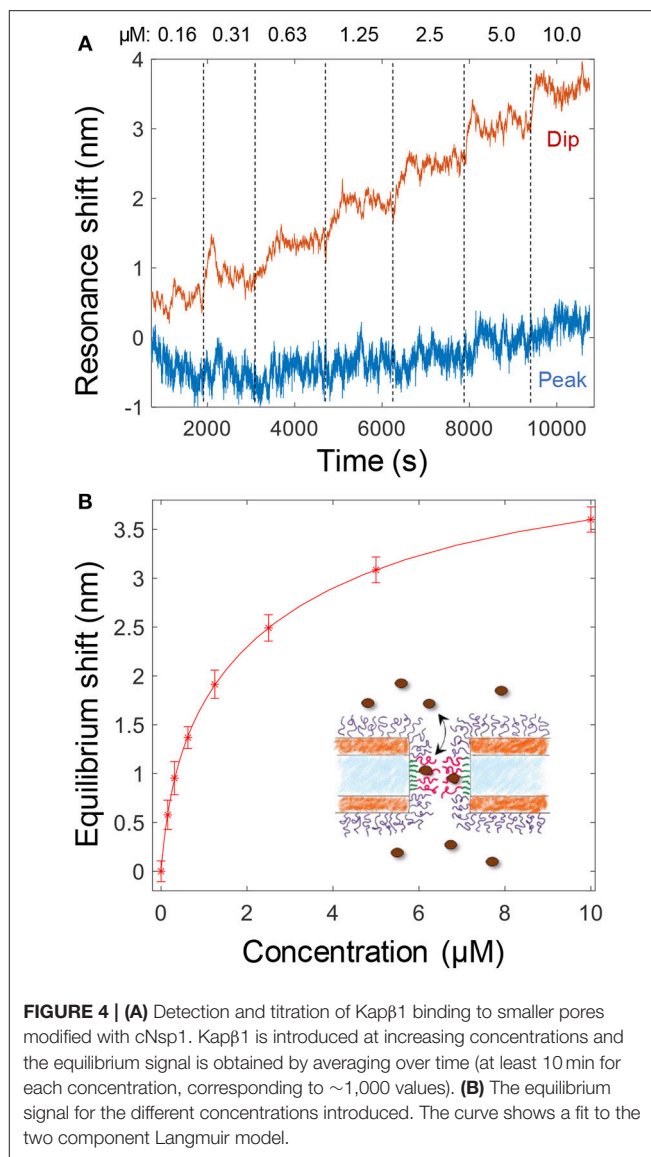 A
µM: 0.16 0.31 0.63 1.25 2.5 5.0 10.0
4
3
2
1
0
-1
Resonance shift (nm)
Dip
Peak
2000 4000 6000 8000 10000
Time (s)
B
3.5
3
2.5
2
1.5
1
0.5
0
Equilibrium shift (nm)
0 2 4 6 8 10
Concentration (µM)
FIGURE 4 | (A) Detection and titration of Kapβ1 binding to smaller pores
modified with cNsp1. Kapβ1 is introduced at increasing concentrations and
the equilibrium signal is obtained by averaging over time (at least 10 min for
each concentration, corresponding to ~1,000 values). (B) The equilibrium
signal for the different concentrations introduced. The curve shows a fit to the
two component Langmuir model.